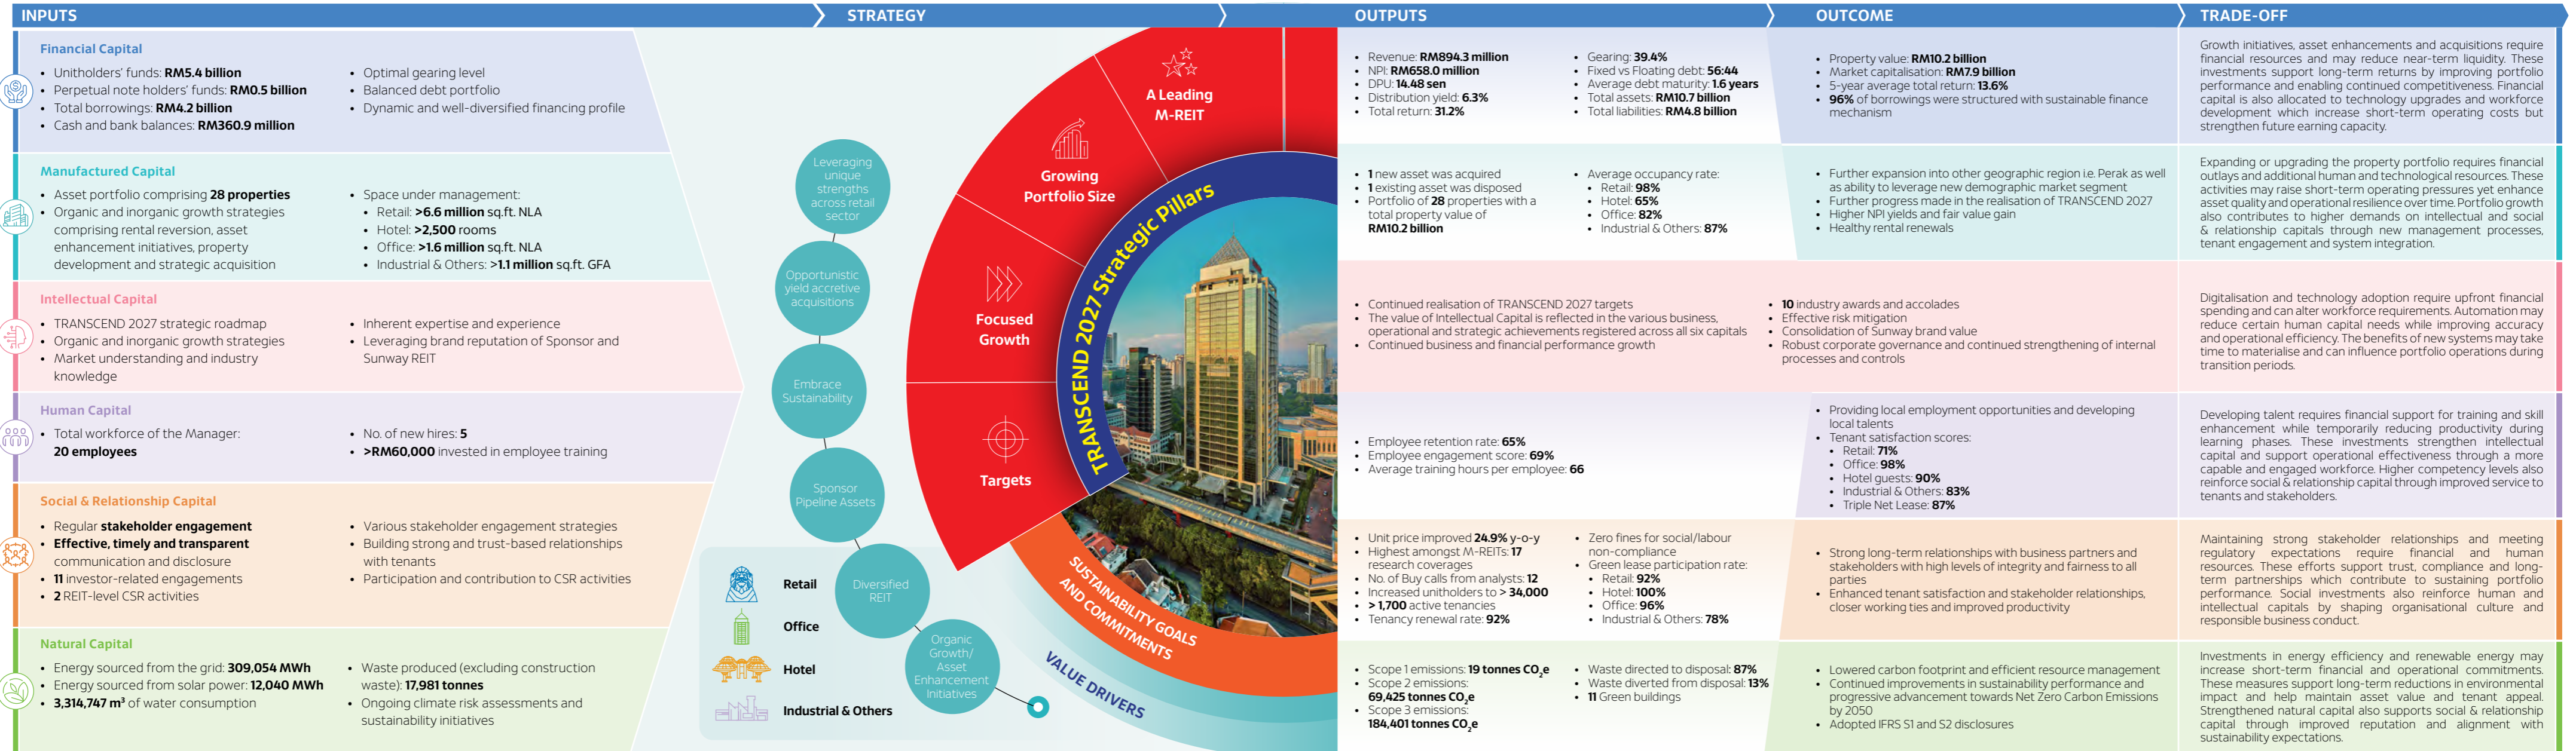 INPUTS
STRATEGY
OUTPUTS
OUTCOME
TRADE-OFF
Financial Capital
• Unitholders' funds: RM5.4 billion
• Perpetual note holders' funds: RM0.5 billion
• Total borrowings: RM4.2 billion
• Cash and bank balances: RM360.9 million
• Optimal gearing level
• Balanced debt portfolio
• Dynamic and well-diversified financing profile
Manufactured Capital
• Asset portfolio comprising 28 properties
• Organic and inorganic growth strategies
comprising rental reversion, asset
enhancement initiatives, property
development and strategic acquisition
• Space under management:
• Retail: >6.6 million sq.ft. NLA
• Hotel: >2,500 rooms
• Office: >1.6 million sq.ft. NLA
• Industrial & Others: >1.1 million sq.ft. GFA
Intellectual Capital
• TRANSCEND 2027 strategic roadmap
• Organic and inorganic growth strategies
• Market understanding and industry
knowledge
• Inherent expertise and experience
• Leveraging brand reputation of Sponsor and
Sunway REIT
Human Capital
• Total workforce of the Manager:
20 employees
• No. of new hires: 5
• >RM60,000 invested in employee training
Social & Relationship Capital
• Regular stakeholder engagement
• Effective, timely and transparent
communication and disclosure
• 11 investor-related engagements
• 2 REIT-level CSR activities
• Various stakeholder engagement strategies
• Building strong and trust-based relationships
with tenants
• Participation and contribution to CSR activities
Natural Capital
• Energy sourced from the grid: 309,054 MWh
• Energy sourced from solar power: 12,040 MWh
• 3,314,747 m³ of water consumption
• Waste produced (excluding construction
waste): 17,981 tonnes
• Ongoing climate risk assessments and
sustainability initiatives
Leveraging
unique
strengths
across retail
sector
Opportunistic
yield accretive
acquisitions
Embrace
Sustainability
Sponsor
Pipeline Assets
Diversified
REIT
Organic
Growth/
Asset
Enhancement
Initiatives
Retail
Office
Hotel
Industrial & Others
A Leading
M-REIT
Growing
Portfolio Size
Focused
Growth
Targets
TRANSCEND 2027 Strategic Pillars
SUSTAINABILITY GOALS
AND COMMITMENTS
VALUE DRIVERS
• Revenue: RM894.3 million
• NPI: RM658.0 million
• DPU: 14.48 sen
• Distribution yield: 6.3%
• Total return: 31.2%
• Gearing: 39.4%
• Fixed vs Floating debt: 56:44
• Average debt maturity: 1.6 years
• Total assets: RM10.7 billion
• Total liabilities: RM4.8 billion
• Property value: RM10.2 billion
• Market capitalisation: RM7.9 billion
• 5-year average total return: 13.6%
• 96% of borrowings were structured with sustainable finance
mechanism
Growth initiatives, asset enhancements and acquisitions require
financial resources and may reduce near-term liquidity. These
investments support long-term returns by improving portfolio
performance and enabling continued competitiveness. Financial
capital is also allocated to technology upgrades and workforce
development which increase short-term operating costs but
strengthen future earning capacity.
• 1 new asset was acquired
• 1 existing asset was disposed
• Portfolio of 28 properties with a
total property value of
RM10.2 billion
• Average occupancy rate:
• Retail: 98%
• Hotel: 65%
• Office: 82%
• Industrial & Others: 87%
• Further expansion into other geographic region i.e. Perak as well
as ability to leverage new demographic market segment
• Further progress made in the realisation of TRANSCEND 2027
• Higher NPI yields and fair value gain
• Healthy rental renewals
Expanding or upgrading the property portfolio requires financial
outlays and additional human and technological resources. These
activities may raise short-term operating pressures yet enhance
asset quality and operational resilience over time. Portfolio growth
also contributes to higher demands on intellectual and social
& relationship capitals through new management processes,
tenant engagement and system integration.
• Continued realisation of TRANSCEND 2027 targets
• The value of Intellectual Capital is reflected in the various business,
operational and strategic achievements registered across all six capitals
• Continued business and financial performance growth
• 10 industry awards and accolades
• Effective risk mitigation
• Consolidation of Sunway brand value
• Robust corporate governance and continued strengthening of internal
processes and controls
Digitalisation and technology adoption require upfront financial
spending and can alter workforce requirements. Automation may
reduce certain human capital needs while improving accuracy
and operational efficiency. The benefits of new systems may take
time to materialise and can influence portfolio operations during
transition periods.
• Employee retention rate: 65%
• Employee engagement score: 69%
• Average training hours per employee: 66
• Providing local employment opportunities and developing
local talents
• Tenant satisfaction scores:
• Retail: 71%
• Office: 98%
• Hotel guests: 90%
• Industrial & Others: 83%
• Triple Net Lease: 87%
Developing talent requires financial support for training and skill
enhancement while temporarily reducing productivity during
learning phases. These investments strengthen intellectual
capital and support operational effectiveness through a more
capable and engaged workforce. Higher competency levels also
reinforce social & relationship capital through improved service to
tenants and stakeholders.
• Unit price improved 24.9% y-o-y
• Highest amongst M-REITs: 17
research coverages
• No. of Buy calls from analysts: 12
• Increased unitholders to > 34,000
• > 1,700 active tenancies
• Tenancy renewal rate: 92%
• Zero fines for social/labour
non-compliance
• Green lease participation rate:
• Retail: 92%
• Hotel: 100%
• Office: 96%
• Industrial & Others: 78%
• Strong long-term relationships with business partners and
stakeholders with high levels of integrity and fairness to all
parties
• Enhanced tenant satisfaction and stakeholder relationships,
closer working ties and improved productivity
Maintaining strong stakeholder relationships and meeting
regulatory expectations require financial and human
resources. These efforts support trust, compliance and long-
term partnerships which contribute to sustaining portfolio
performance. Social investments also reinforce human and
intellectual capitals by shaping organisational culture and
responsible business conduct.
• Scope 1 emissions: 19 tonnes CO₂e
• Scope 2 emissions:
69,425 tonnes CO₂e
• Scope 3 emissions:
184,401 tonnes CO₂e
• Waste directed to disposal: 87%
• Waste diverted from disposal: 13%
• 11 Green buildings
• Lowered carbon footprint and efficient resource management
• Continued improvements in sustainability performance and
progressive advancement towards Net Zero Carbon Emissions
by 2050
• Adopted IFRS S1 and S2 disclosures
Investments in energy efficiency and renewable energy may
increase short-term financial and operational commitments.
These measures support long-term reductions in environmental
impact and help maintain asset value and tenant appeal.
Strengthened natural capital also supports social & relationship
capital through improved reputation and alignment with
sustainability expectations.